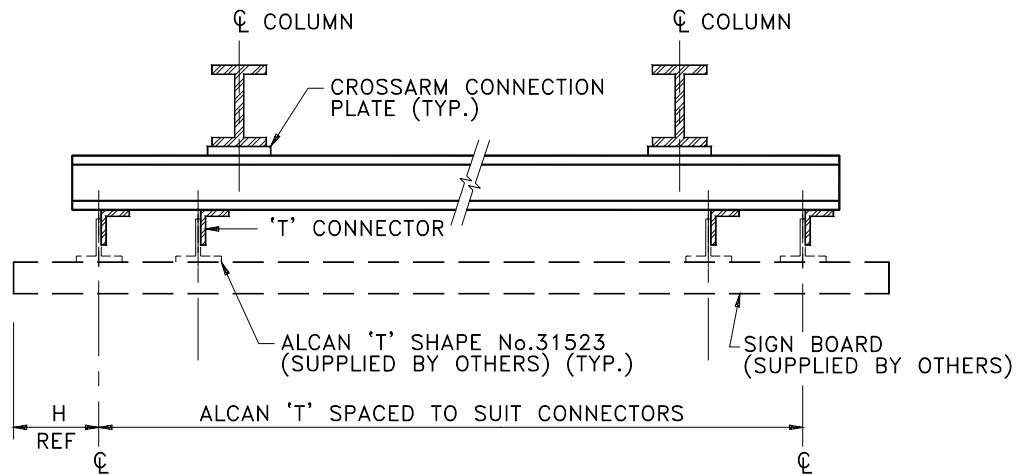 ℄ COLUMN
℄ COLUMN
CROSSARM CONNECTION
PLATE (TYP.)
'T' CONNECTOR
ALCAN 'T' SHAPE No.31523
(SUPPLIED BY OTHERS) (TYP.)
SIGN BOARD
(SUPPLIED BY OTHERS)
H
REF
ALCAN 'T' SPACED TO SUIT CONNECTORS
℄
℄